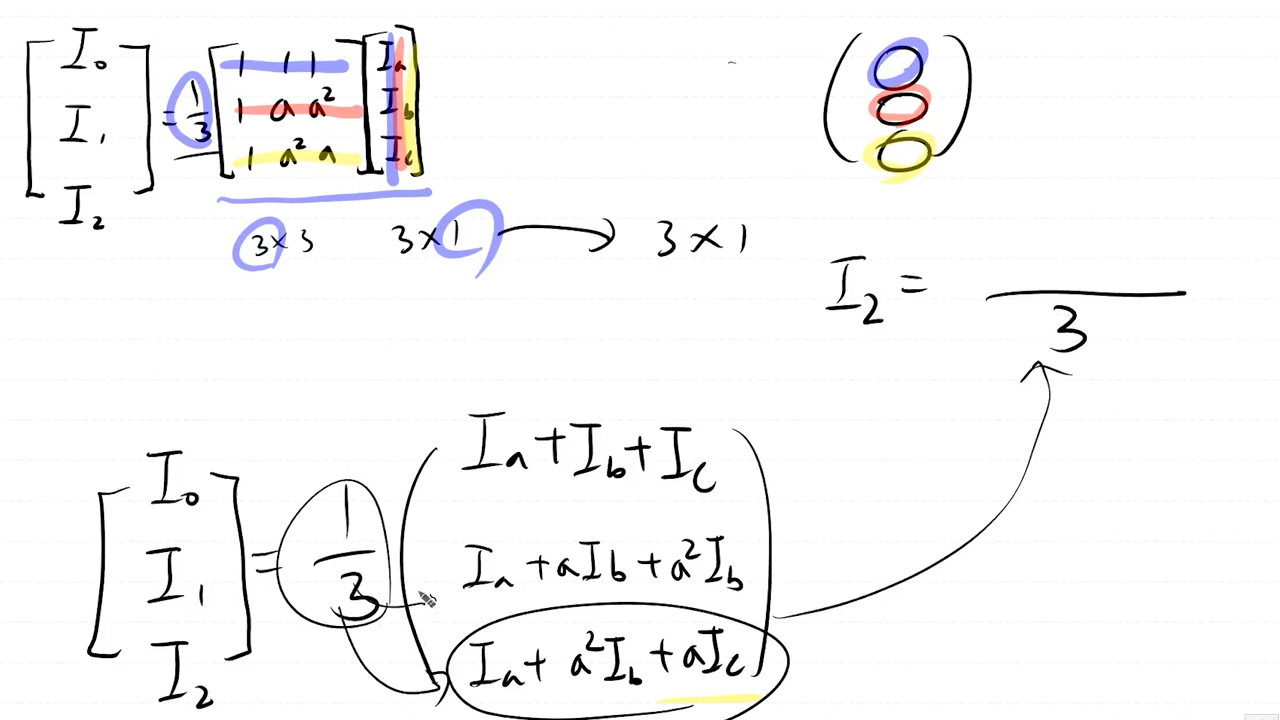 [I₀ I₁ I₂] = 1/3 [1 1 1; 1 a a²; 1 a² a] [Ia Ib Ic]
3×3 3×1 → 3×1
I₂ = ___/3
[I₀ I₁ I₂] = 1/3 (Ia+Ib+Ic; Ia+aIb+a²Ib; Ia+a²Ib+aIc)